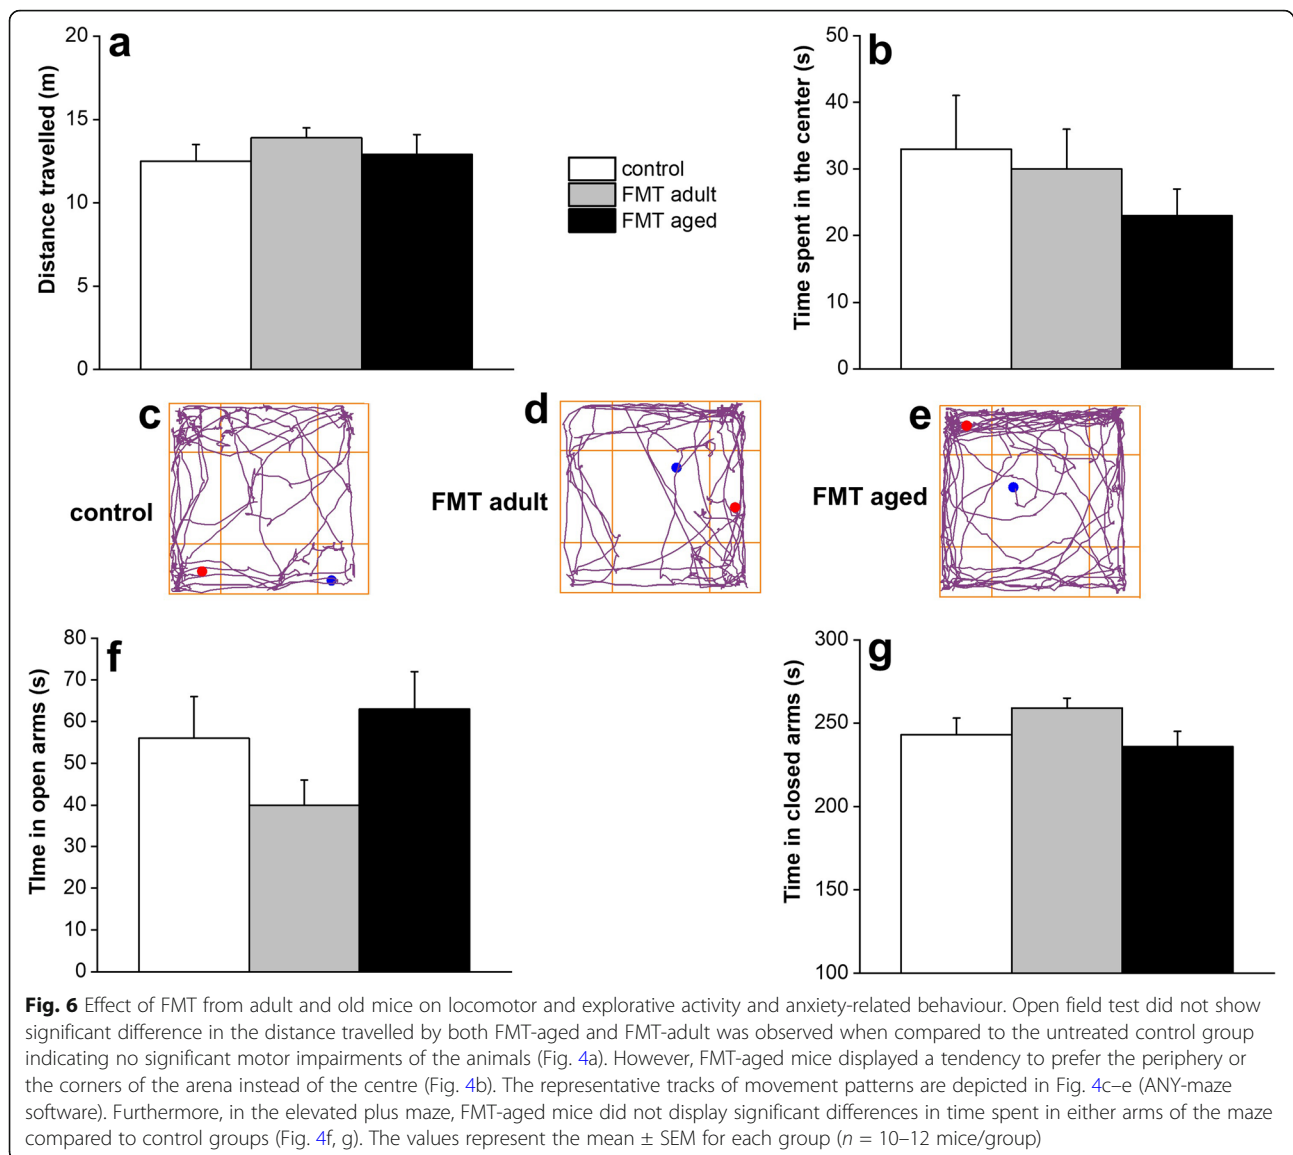 a
20
15
10
5
0
Distance travelled (m)
control
FMT adult
FMT aged
b
50
40
30
20
10
0
Time spent in the center (s)
c
control
d
FMT adult
e
FMT aged
f
80
70
60
50
40
30
20
10
0
TIme in open arms (s)
g
300
250
200
150
100
Time in closed arms (s)
Fig. 6 Effect of FMT from adult and old mice on locomotor and explorative activity and anxiety-related behaviour. Open field test did not show
significant difference in the distance travelled by both FMT-aged and FMT-adult was observed when compared to the untreated control group
indicating no significant motor impairments of the animals (Fig. 4a). However, FMT-aged mice displayed a tendency to prefer the periphery or
the corners of the arena instead of the centre (Fig. 4b). The representative tracks of movement patterns are depicted in Fig. 4c–e (ANY-maze
software). Furthermore, in the elevated plus maze, FMT-aged mice did not display significant differences in time spent in either arms of the maze
compared to control groups (Fig. 4f, g). The values represent the mean ± SEM for each group (n = 10–12 mice/group)